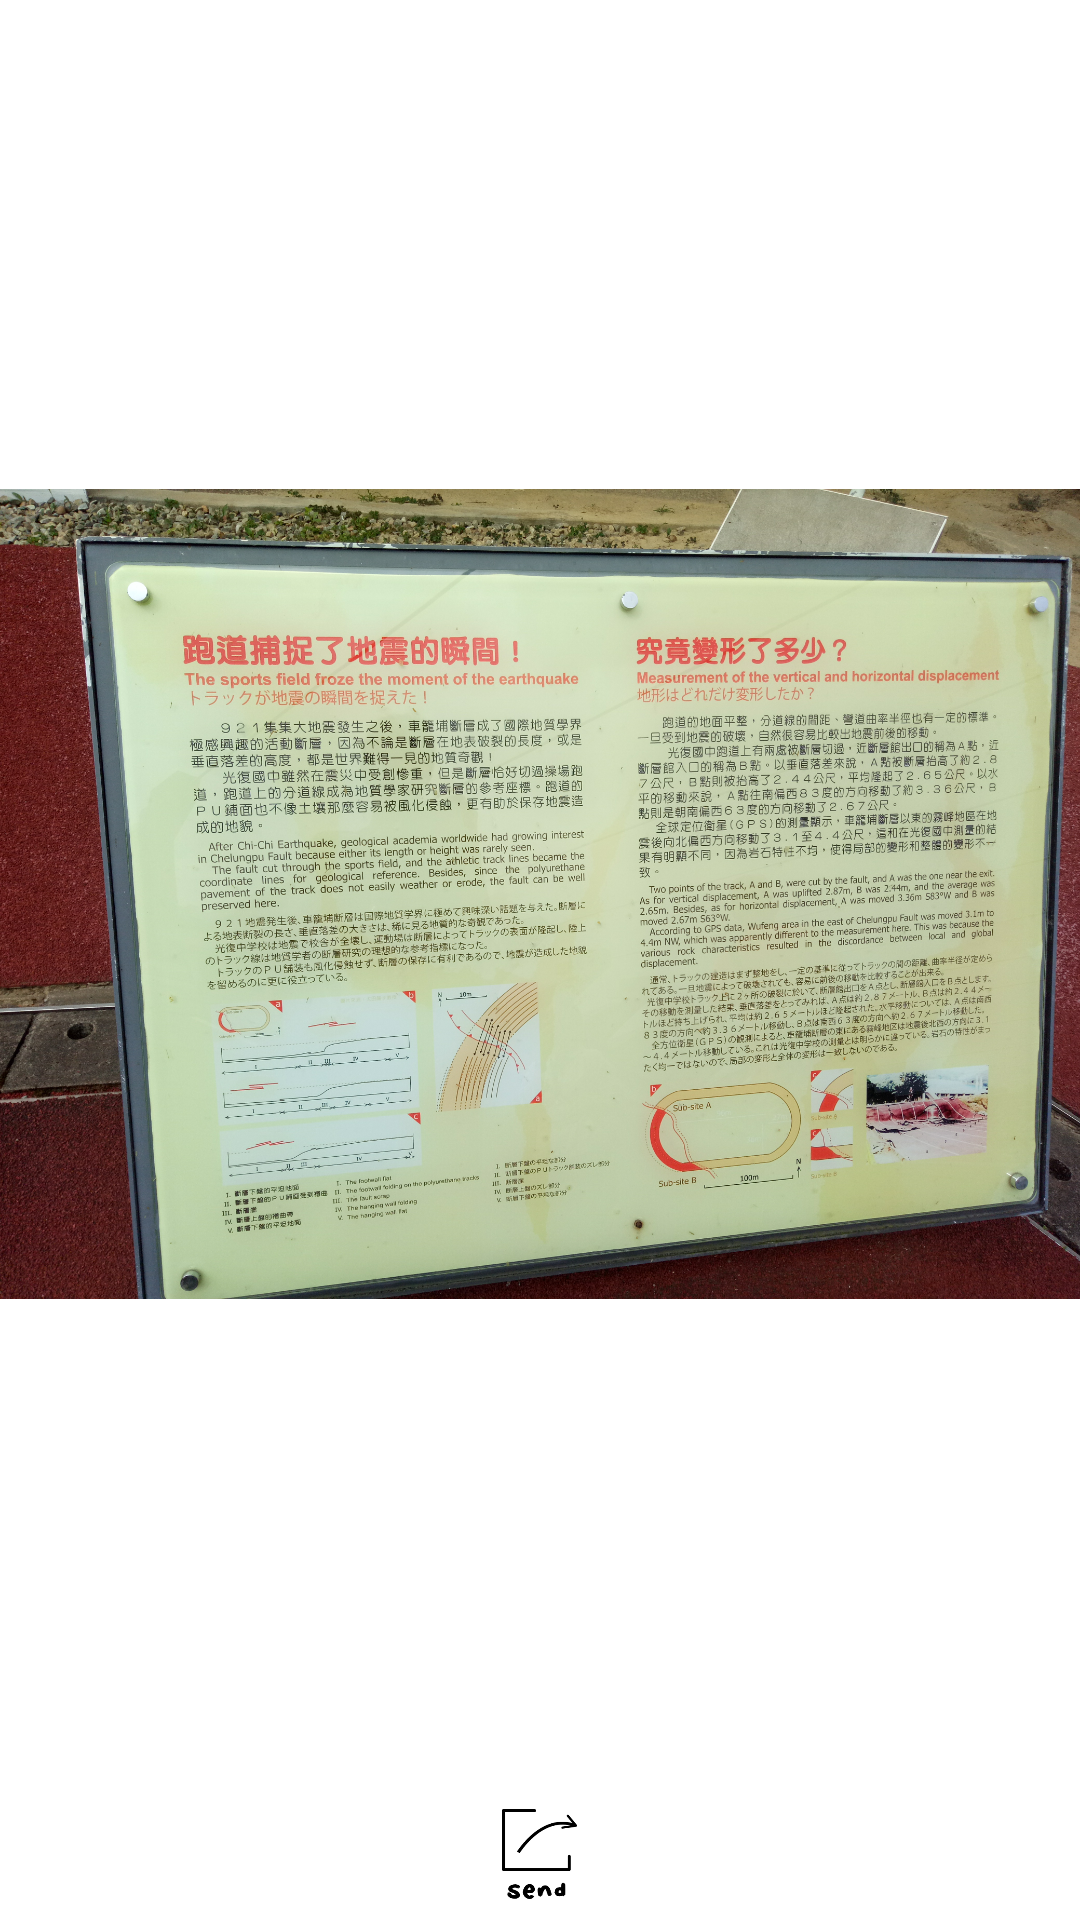 跑道捕捉了地震的瞬間！
The sports field froze the moment of the earthquake
トラックが地震の瞬間を捉えた！
９２１集集大地震發生之後，車籠埔斷層成了國際地質學界
極感興趣的活動斷層，因為不論是斷層在地表破裂的長度，或是
垂直落差的高度，都是世界難得一見的地質奇觀！
光復國中雖然在震災中受創慘重，但是斷層恰好切過操場跑
道，跑道上的分道線成為地質學家研究斷層的參考座標。跑道的
ＰＵ鋪面也不像土壤那麼容易被風化侵蝕，更有助於保存地震造
成的地貌。
After Chi-Chi Earthquake, geological academia worldwide had growing interest
in Chelungpu Fault because either its length or height was rarely seen.
The fault cut through the sports field, and the athletic track lines became the
coordinate lines for geological reference. Besides, since the polyurethane
pavement of the track does not easily weather or erode, the fault can be well
preserved here.
９２１地震発生後、車籠埔断層は国際地質学界に極めて興味深い話題を与えた。断層に
よる地表断裂の長さ、垂直落差の大きさは、稀に見る地質的な奇観であった。
光復中学校は地震で校舎が全壊し、運動場は断層によってトラックの表面が隆起し、陸上
のトラック線は地質学者の断層研究の理想的な参考指標になった。
トラックのＰＵ舗装も風化侵蝕せず、断層の保存に有利であるので、地震が造成した地貌
を留めるのに更に役立っている。
a
b
c
N
10m
a
I II III IV V
I II III IV V
I II III IV V
I. 斷層下盤的平坦地面
II. 斷層下盤的ＰＵ鋪面受擠褶曲
III. 斷層崖
IV. 斷層上盤的褶曲帶
V. 斷層下盤的平坦地面
I. The footwall flat
II. The footwall folding on the polyurethane tracks
III. The fault scrap
IV. The hanging wall folding
V. The hanging wall flat
I. 断層下盤の平坦な部分
II. 断層下盤のＰＵトラック舗装のズレ部分
III. 断層崖
IV. 断層上盤のズレ部分
V. 断層下盤の平坦な部分
究竟變形了多少？
Measurement of the vertical and horizontal displacement
地形はどれだけ変形したか？
跑道的地面平整，分道線的間距、彎道曲率半徑也有一定的標準。
一旦受到地震的破壞，自然很容易比較出地震前後的移動。
光復國中跑道上有兩處被斷層切過，近斷層館出口的稱為Ａ點，近
斷層館入口的稱為Ｂ點。以垂直落差來說，Ａ點被斷層抬高了約２.８
７公尺，Ｂ點則被抬高了２.４４公尺，平均隆起了２.６５公尺。以水
平的移動來說，Ａ點往南偏西８３度的方向移動了約３.３６公尺，Ｂ
點則是朝南偏西６３度的方向移動了２.６７公尺。
全球定位衛星(ＧＰＳ)的測量顯示，車籠埔斷層以東的霧峰地區在地
震後向北偏西方向移動了３.１至４.４公尺，這和在光復國中測量的結
果有明顯不同，因為岩石特性不均，使得局部的變形和整體的變形不一
致。
Two points of the track, A and B, were cut by the fault, and A was the one near the exit.
As for vertical displacement, A was uplifted 2.87m, B was 2.44m, and the average was
2.65m. Besides, as for horizontal displacement, A was moved 3.36m S83°W and B was
moved 2.67m S63°W.
According to GPS data, Wufeng area in the east of Chelungpu Fault was moved 3.1m to
4.4m NW, which was apparently different to the measurement here. This was because the
various rock characteristics resulted in the discordance between local and global
displacement.
通常、トラックの建造はまず整地をし、一定の基準に従ってトラックの間の距離、曲率半径が定めら
れてある。一旦地震によって破壊されても、容易に前後の移動を比較することが出来る。
光復中学校トラック上に２ヶ所の破裂に於いて、断層館出口をＡ点とし、断層館入口をＢ点とします。
その移動を測量した結果、垂直落差をとってみれば、Ａ点は約２.８７メートル、Ｂ点は約２.４４メー
トルほど持ち上げられ、平均は約２.６５メートルほど隆起された。水平移動については、Ａ点は南西
８３度の方向へ約３.３６メートル移動し、Ｂ点は南西６３度の方向へ約２.６７メートル移動した。
全方位衛星(ＧＰＳ)の観測によると、車籠埔断層の東にある霧峰地区は地震後北西の方向に３.１
～４.４メートル移動している。これは光復中学校の測量とは明らかに違っている。岩石の特性がまっ
たく均一ではないので、局部の変形と全体の変形は一致しないのである。
b
Sub-site A
Sub-site B
100m
N
Sub-site A
Sub-site B
send